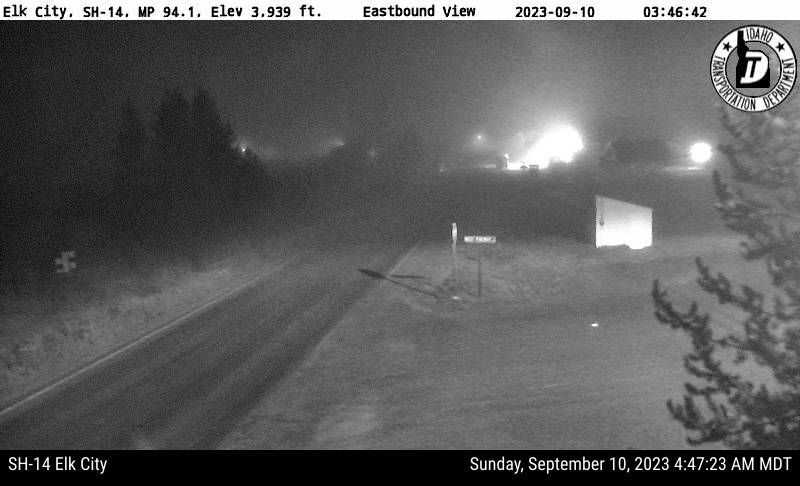 Elk City, SH-14, MP 94.1, Elev 3,939 ft. Eastbound View 2023-09-10 03:46:42
IDAHO
TRANSPORTATION DEPARTMENT
SH-14 Elk City
Sunday, September 10, 2023 4:47:23 AM MDT